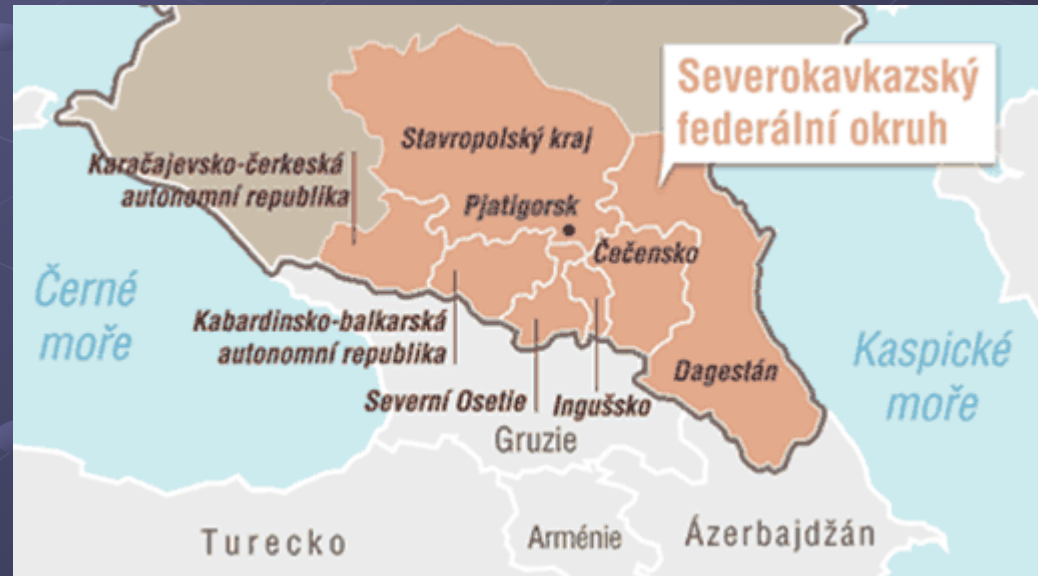 Severokavkazský
federální okruh
Stavropolský kraj
Karačajevsko-čerkeská
autonomní republika
Pjatigorsk
Čečensko
Černé
moře
Kabardinsko-balkarská
autonomní republika
Kaspické
moře
Dagestán
Severní Osetie
Ingušsko
Gruzie
Turecko
Arménie
Ázerbajdžán